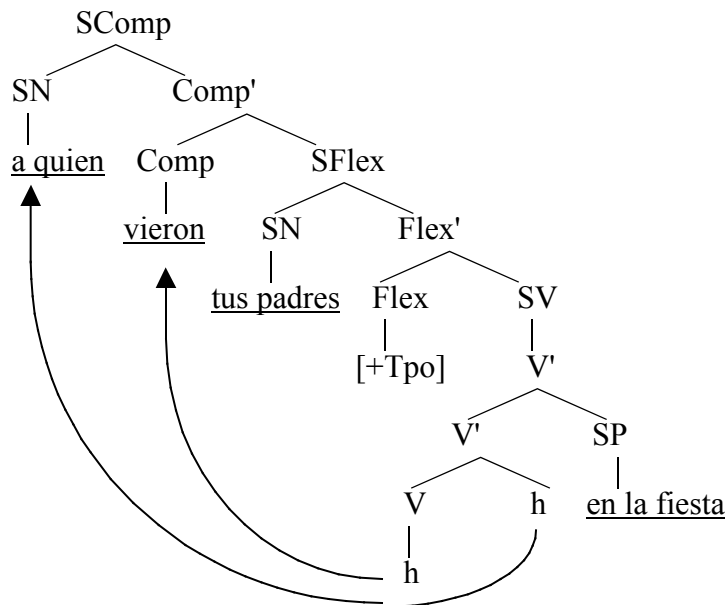 SComp
SN Comp'
a quien Comp SFlex
vieron SN Flex'
tus padres Flex SV
[+Tpo] V'
V' SP
V h en la fiesta
h